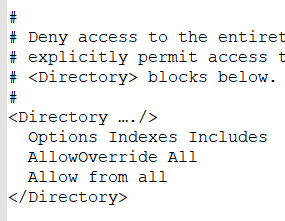 #
# Deny access to the entiret
# explicitly permit access t
# <Directory> blocks below.
#
<Directory …./>
Options Indexes Includes
AllowOverride All
Allow from all
</Directory>